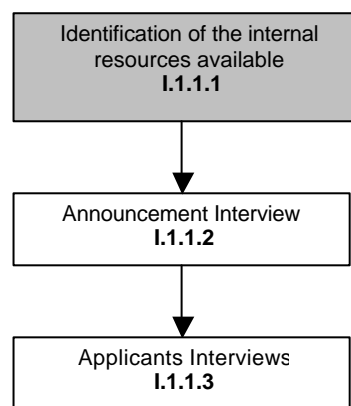 Identification of the internal
resources available
I.1.1.1
Announcement Interview
I.1.1.2
Applicants Interviews
I.1.1.3